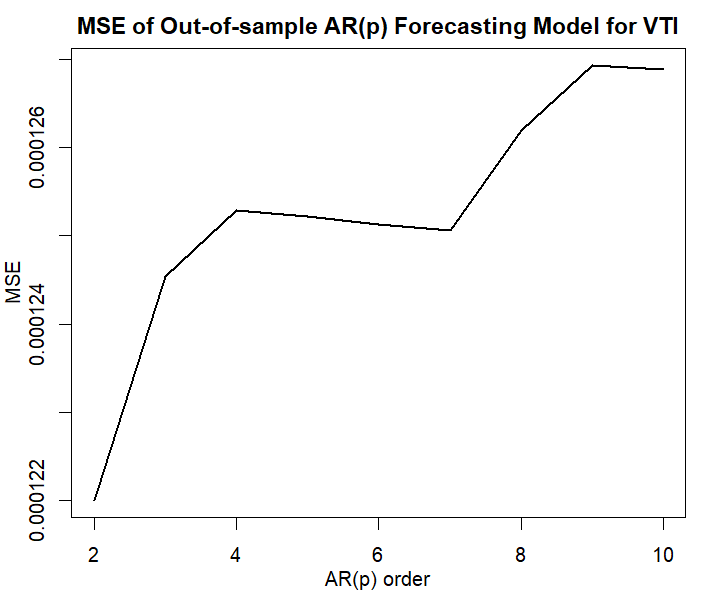 MSE of Out-of-sample AR(p) Forecasting Model for VTI
MSE
0.000126
0.000124
0.000122
2 4 6 8 10
AR(p) order